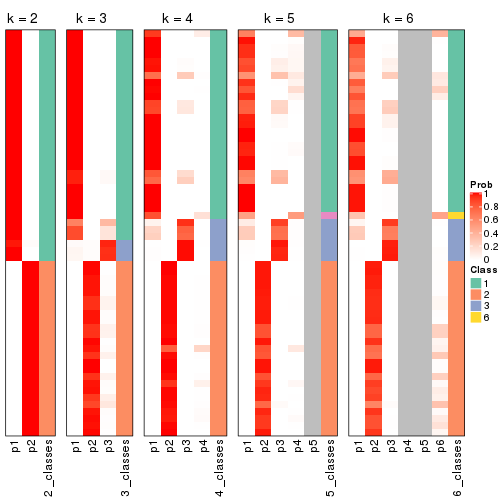 k = 2
k = 3
k = 4
k = 5
k = 6
Prob
1
0.8
0.6
0.4
0.2
0
Class
1
2
3
6
p1
p2
2_classes
p1
p2
p3
3_classes
p1
p2
p3
p4
4_classes
p1
p2
p3
p4
p5
5_classes
p1
p2
p3
p4
p5
p6
6_classes